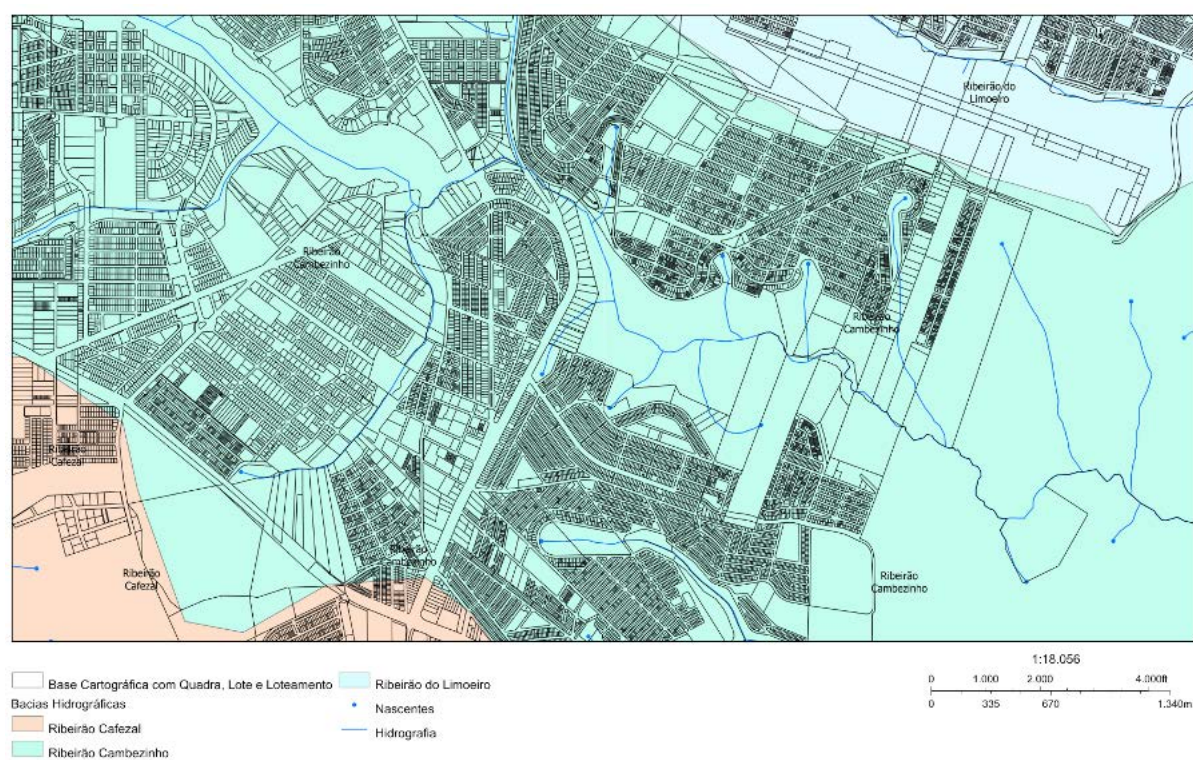 Ribeirão do
Limoeiro
Ribeirão
Cambezinho
Ribeirão
Cambezinho
Ribeirão
Cafezal
Ribeirão
Cambezinho
Ribeirão
Cafezal
Ribeirão
Cambezinho
1:18.056
0 1.000 2.000 4.000ft
0 335 670 1.340m
Base Cartográfica com Quadra, Lote e Loteamento
Bacias Hidrográficas
Ribeirão Cafezal
Ribeirão Cambezinho
Ribeirão do Limoeiro
Nascentes
Hidrografia